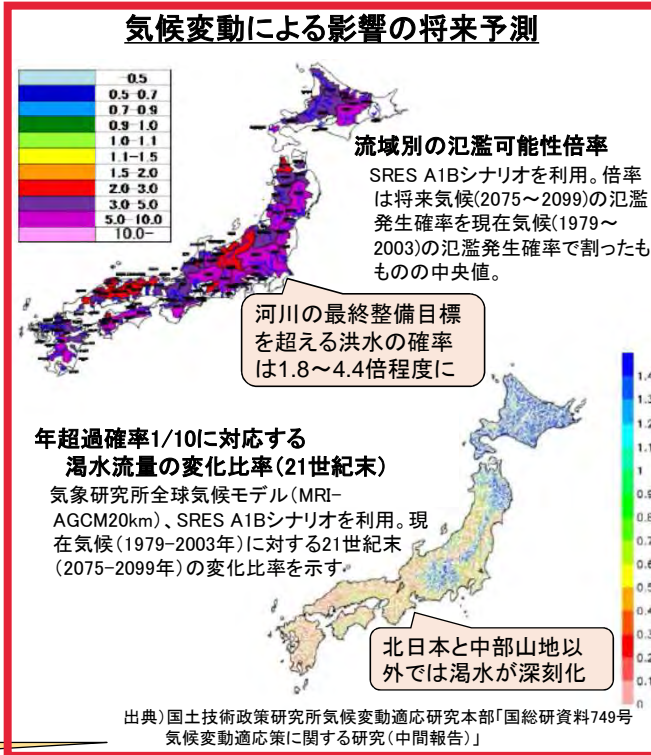 気候変動による影響の将来予測
-0.5
0.5-0.7
0.7-0.9
0.9-1.0
1.0-1.1
1.1-1.5
1.5-2.0
2.0-3.0
3.0-5.0
5.0-10.0
10.0-
流域別の氾濫可能性倍率
SRES A1Bシナリオを利用。倍率
は将来気候(2075～2099)の氾濫
発生確率を現在気候(1979～
2003)の氾濫発生確率で割ったも
ものの中央値。
河川の最終整備目標
を超える洪水の確率
は1.8～4.4倍程度に
年超過確率1/10に対応する
渇水流量の変化比率(21世紀末)
気象研究所全球気候モデル(MRI-
AGCM20km)、SRES A1Bシナリオを利用。現
在気候(1979-2003年)に対する21世紀末
(2075-2099年)の変化比率を示す。
1.4
1.3
1.2
1.1
1
0.9
0.8
0.7
0.6
0.5
0.4
0.3
0.2
0.1
0
北日本と中部山地以
外では渇水が深刻化
出典)国土技術政策研究所気候変動適応研究本部「国総研資料749号
気候変動適応策に関する研究(中間報告)」